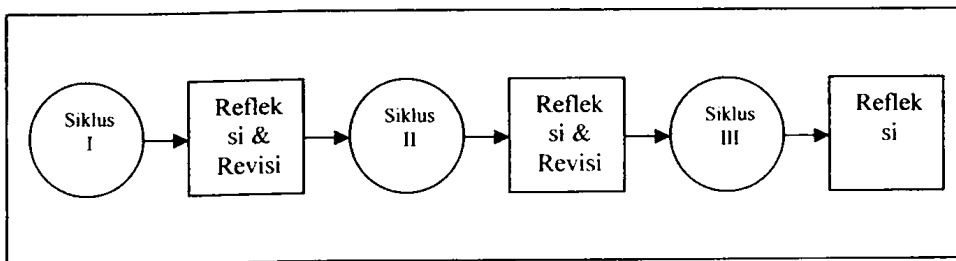 Siklus
I
Reflek
si &
Revisi
Siklus
II
Reflek
si &
Revisi
Siklus
III
Reflek
si